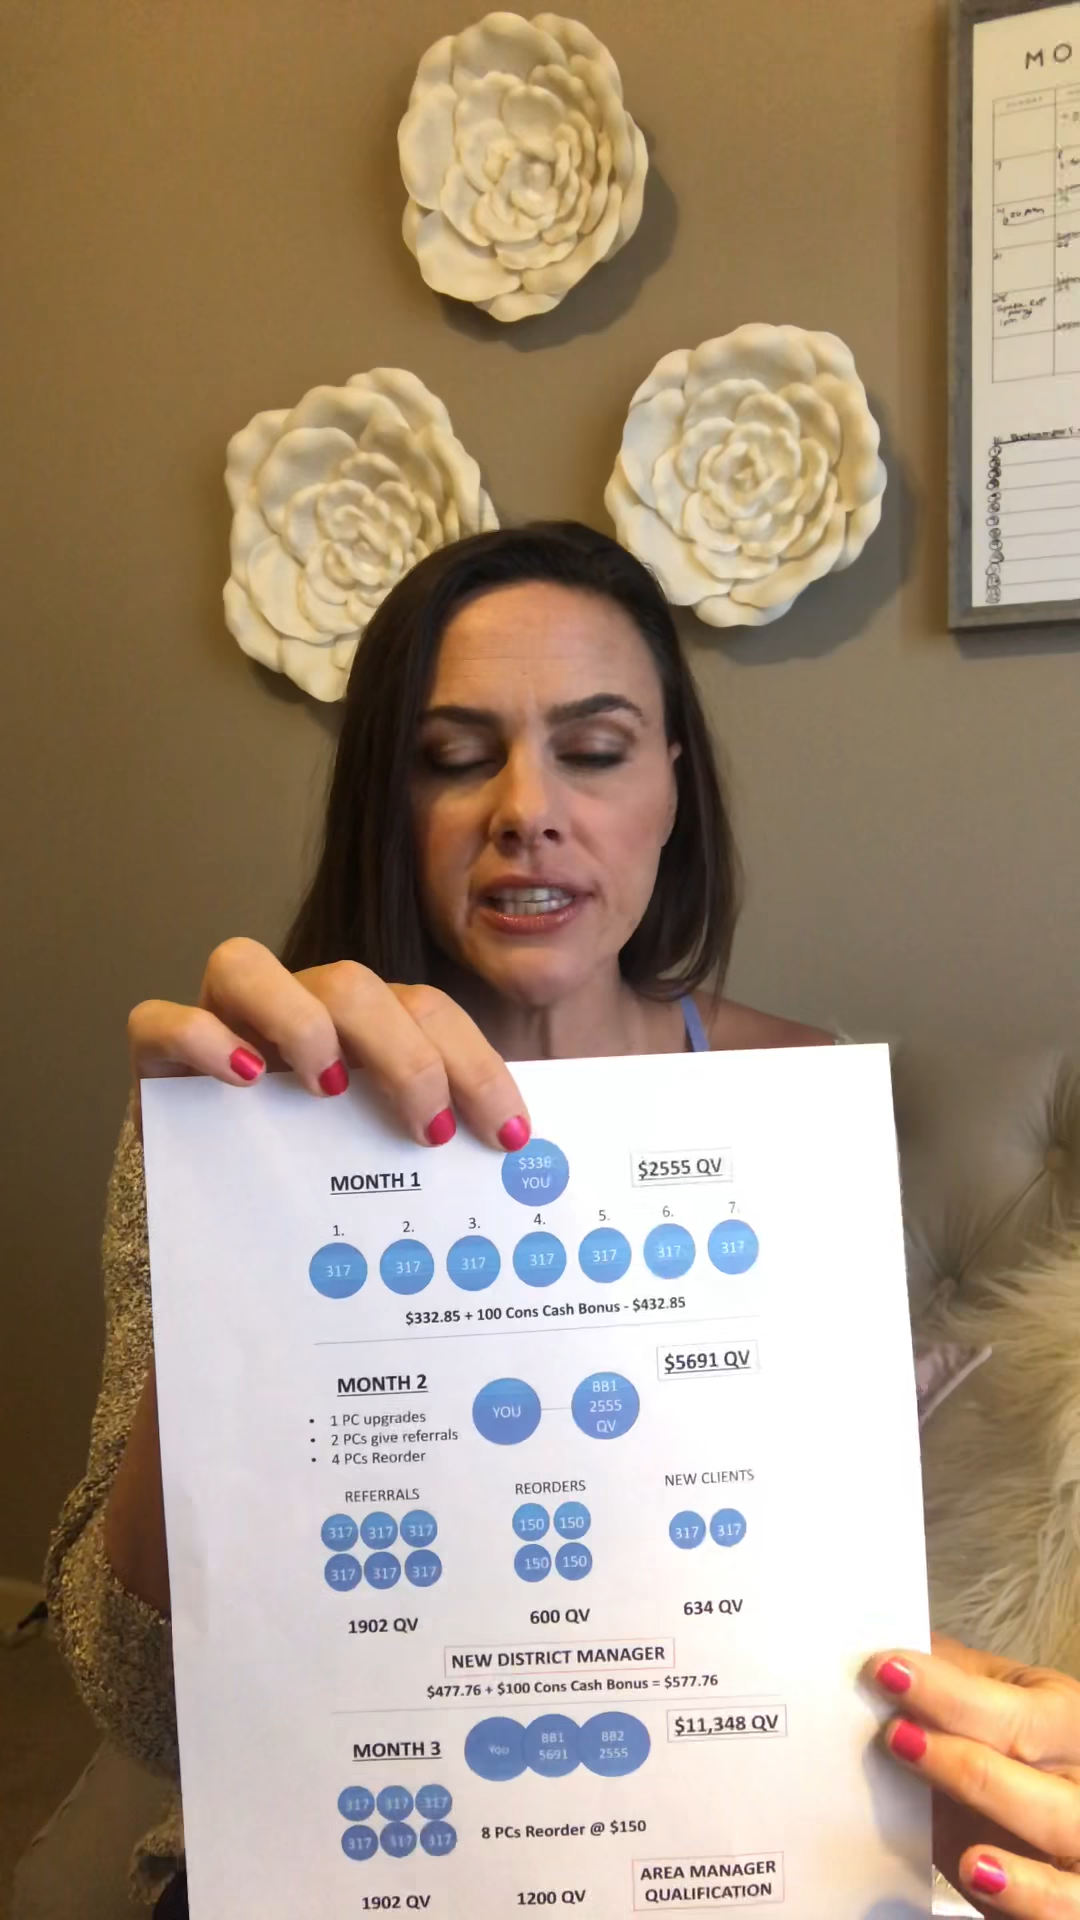 MO
SUNDAY
MONTH 1
$338
YOU
$2555 QV
1. 2. 3. 4. 5. 6. 7.
317 317 317 317 317 317 317
$332.85 + 100 Cons Cash Bonus - $432.85
$5691 QV
MONTH 2
YOU
BB1
2555
QV
• 1 PC upgrades
• 2 PCs give referrals
• 4 PCs Reorder
REFERRALS REORDERS NEW CLIENTS
317 317 317 150 150 317 317
317 317 317 150 150
1902 QV 600 QV 634 QV
NEW DISTRICT MANAGER
$477.76 + $100 Cons Cash Bonus = $577.76
$11,348 QV
MONTH 3
You
BB1
5691
BB2
2555
317 317 317
317 317 317
8 PCs Reorder @ $150
AREA MANAGER
QUALIFICATION
1902 QV 1200 QV